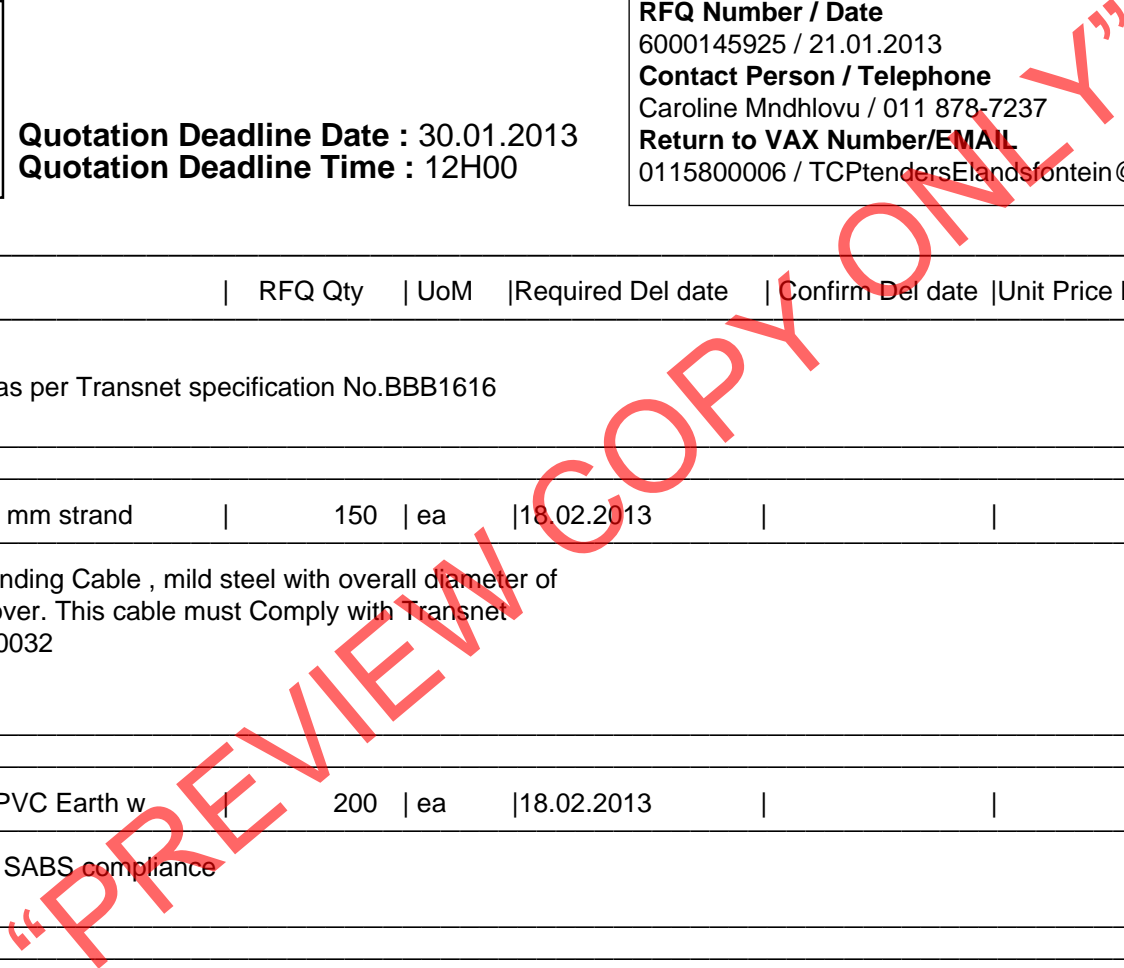 RFQ Number / Date
6000145925 / 21.01.2013
Contact Person / Telephone
Caroline Mndhlovu / 011 878-7237
Return to VAX Number/EMAIL
0115800006 / TCPtendersElandsfontein@
Quotation Deadline Date : 30.01.2013
Quotation Deadline Time : 12H00
| RFQ Qty | UoM |Required Del date | Confirm Del date |Unit Price
as per Transnet specification No.BBB1616
mm strand | 150 | ea |18.02.2013 | |
nding Cable , mild steel with overall diameter of
over. This cable must Comply with Transnet
0032
PVC Earth w | 200 | ea |18.02.2013 | |
SABS compliance
“PREVIEW COPY ONLY”